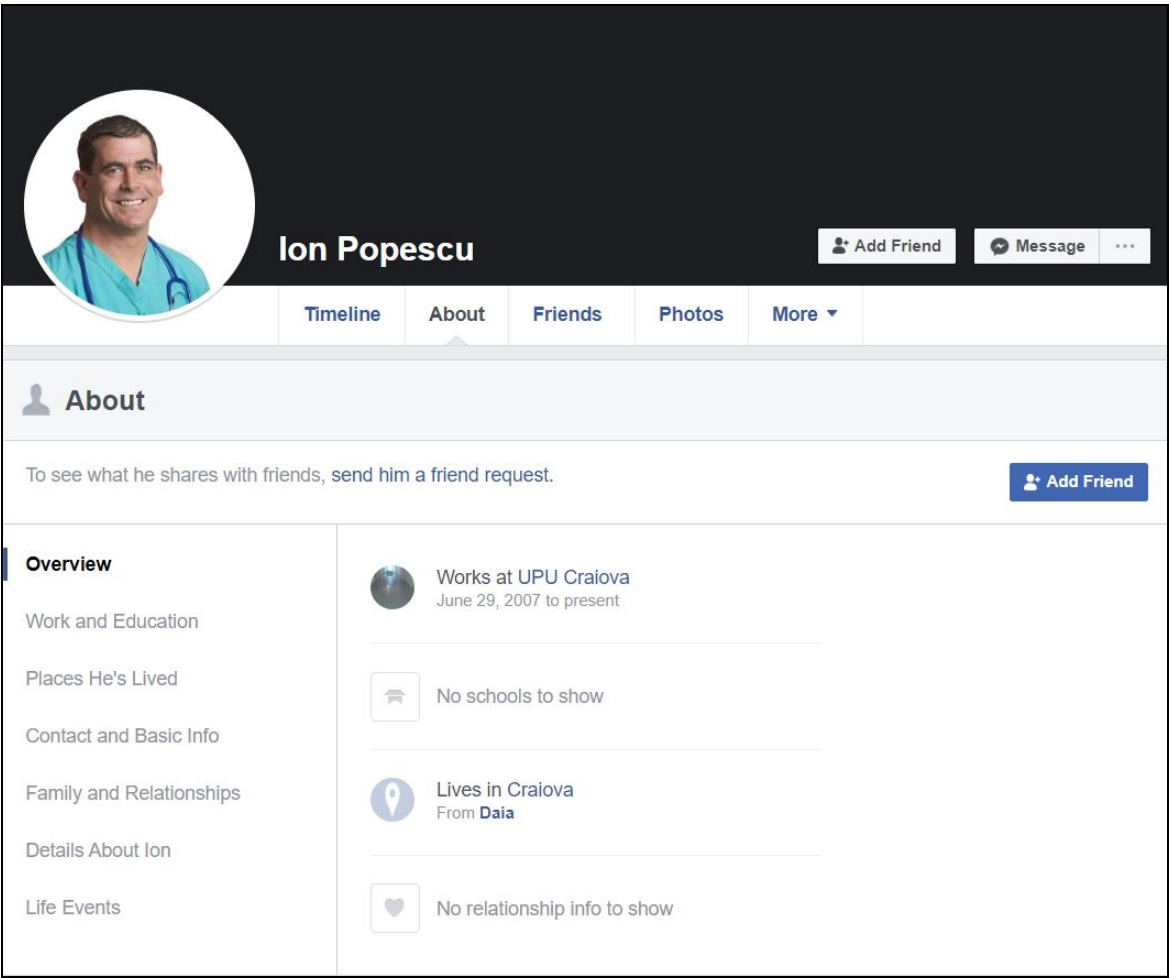 Ion Popescu
Add Friend
Message
Timeline
About
Friends
Photos
More
About
To see what he shares with friends, send him a friend request.
Add Friend
Overview
Work and Education
Places He's Lived
Contact and Basic Info
Family and Relationships
Details About Ion
Life Events
Works at UPU Craiova
June 29, 2007 to present
No schools to show
Lives in Craiova
From Daia
No relationship info to show